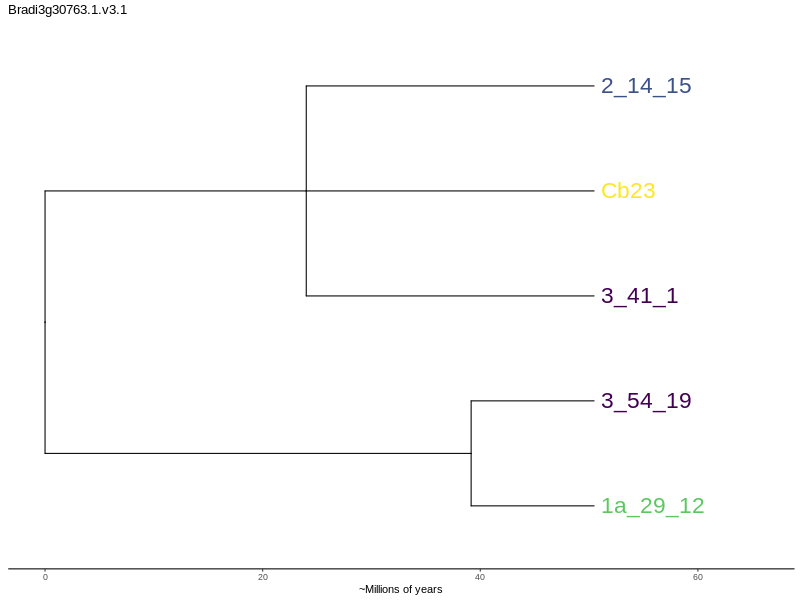 Bradi3g30763.1.v3.1
2_14_15
Cb23
3_41_1
3_54_19
1a_29_12
0 20 40 60
~Millions of years